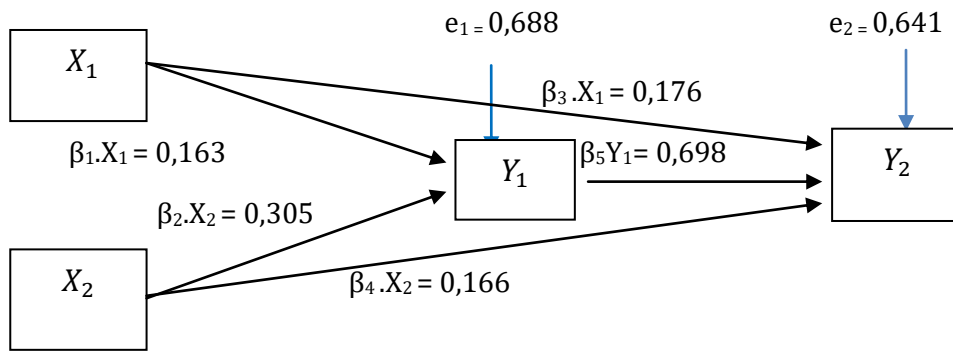 e₁ = 0,688
e₂ = 0,641
X₁
β₃.X₁ = 0,176
β₁.X₁ = 0,163
Y₁
β₅Y₁ = 0,698
Y₂
β₂.X₂ = 0,305
X₂
β₄.X₂ = 0,166